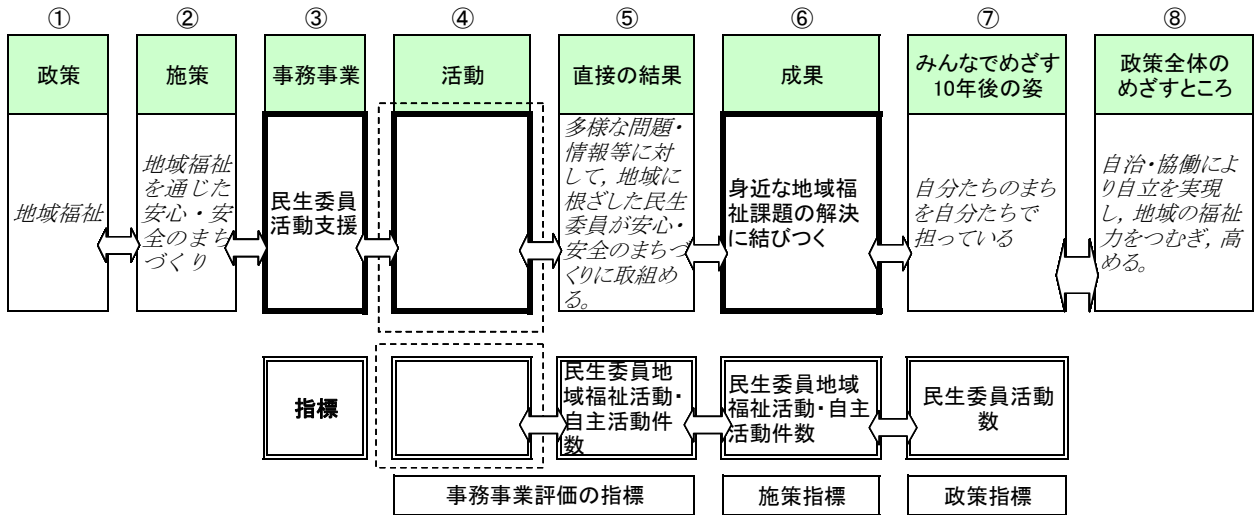 ①
②
③
④
⑤
⑥
⑦
⑧
政策
施策
事務事業
活動
直接の結果
成果
みんなでめざす
10年後の姿
政策全体の
めざすところ
地域福祉
地域福祉
を通じた
安心・安
全のまち
づくり
民生委員
活動支援
多様な問題・
情報等に対
して,地域に
根ざした民生
委員が安心・
安全のまちづ
くりに取組め
る。
身近な地域福
祉課題の解決
に結びつく
自分たちのまち
を自分たちで
担っている
自治・協働によ
り自立を実現
し,地域の福祉
力をつむぎ,高
める。
指標
民生委員地
域福祉活動・
自主活動件
数
民生委員地域
福祉活動・自主
活動件数
民生委員活動
数
事務事業評価の指標
施策指標
政策指標